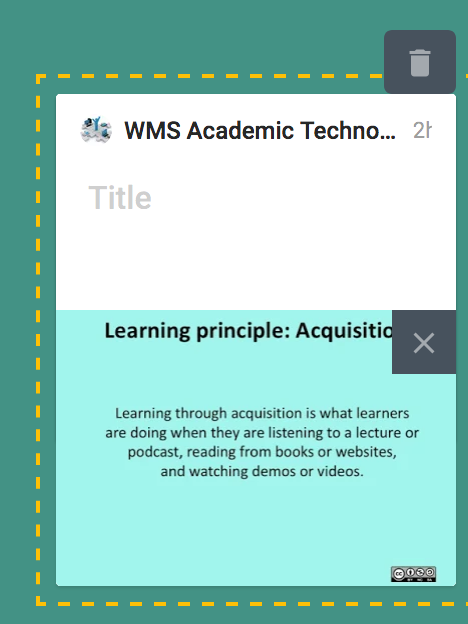 WMS Academic Techno... 2h
Title
Learning principle: Acquisitio
Learning through acquisition is what learners
are doing when they are listening to a lecture or
podcast, reading from books or websites,
and watching demos or videos.